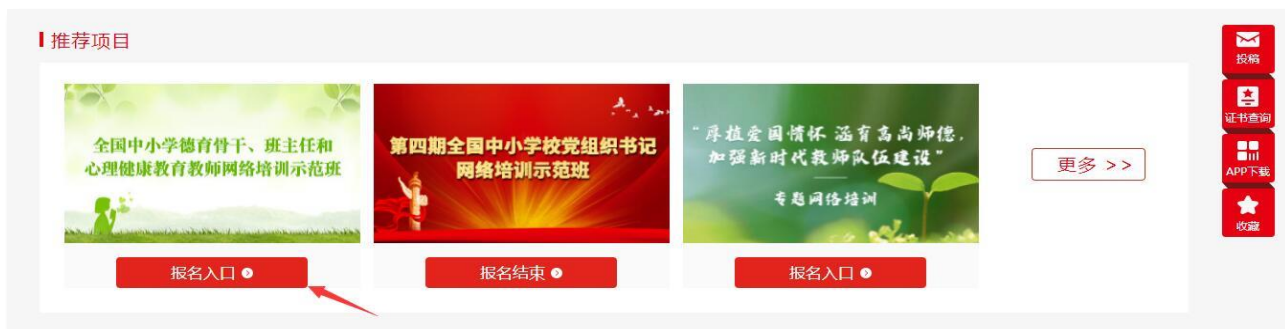 推荐项目
全国中小学德育骨干、班主任和
心理健康教育教师网络培训示范班
报名入口
第四期全国中小学校党组织书记
网络培训示范班
报名结束
“厚植爱国情怀 涵育高尚师德,
加强新时代教师队伍建设”
专题网络培训
报名入口
更多 >>
投稿
证书查询
APP下载
收藏